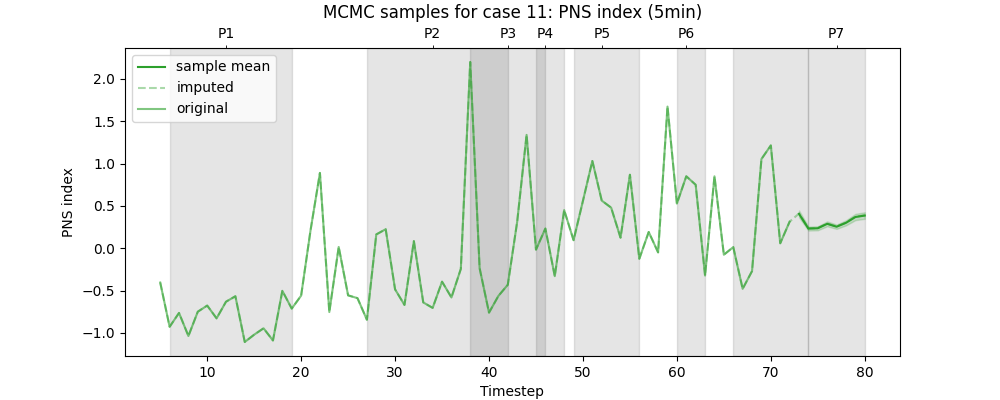 MCMC samples for case 11: PNS index (5min)
P1 P2 P3 P4 P5 P6 P7
sample mean
imputed
original
2.0
1.5
1.0
0.5
0.0
−0.5
−1.0
PNS index
10 20 30 40 50 60 70 80
Timestep